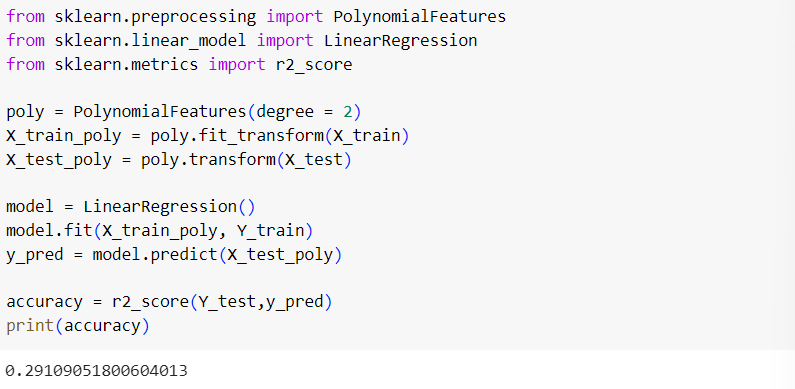 from sklearn.preprocessing import PolynomialFeatures
from sklearn.linear_model import LinearRegression
from sklearn.metrics import r2_score
poly = PolynomialFeatures(degree = 2)
X_train_poly = poly.fit_transform(X_train)
X_test_poly = poly.transform(X_test)
model = LinearRegression()
model.fit(X_train_poly, Y_train)
y_pred = model.predict(X_test_poly)
accuracy = r2_score(Y_test,y_pred)
print(accuracy)
0.29109051800604013